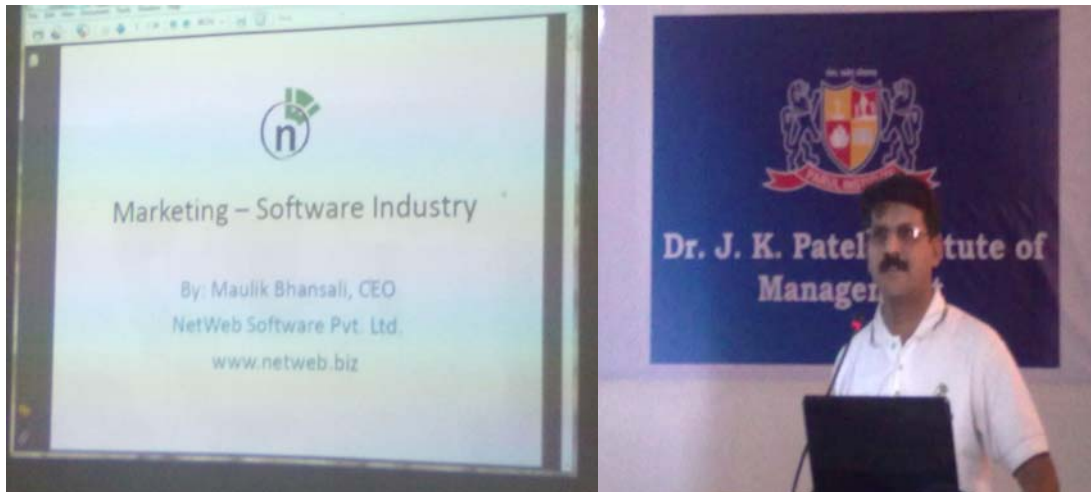 n
Marketing – Software Industry
By: Maulik Bhansali, CEO
NetWeb Software Pvt. Ltd.
www.netweb.biz
Dr. J. K. Patel tute of
Manage t